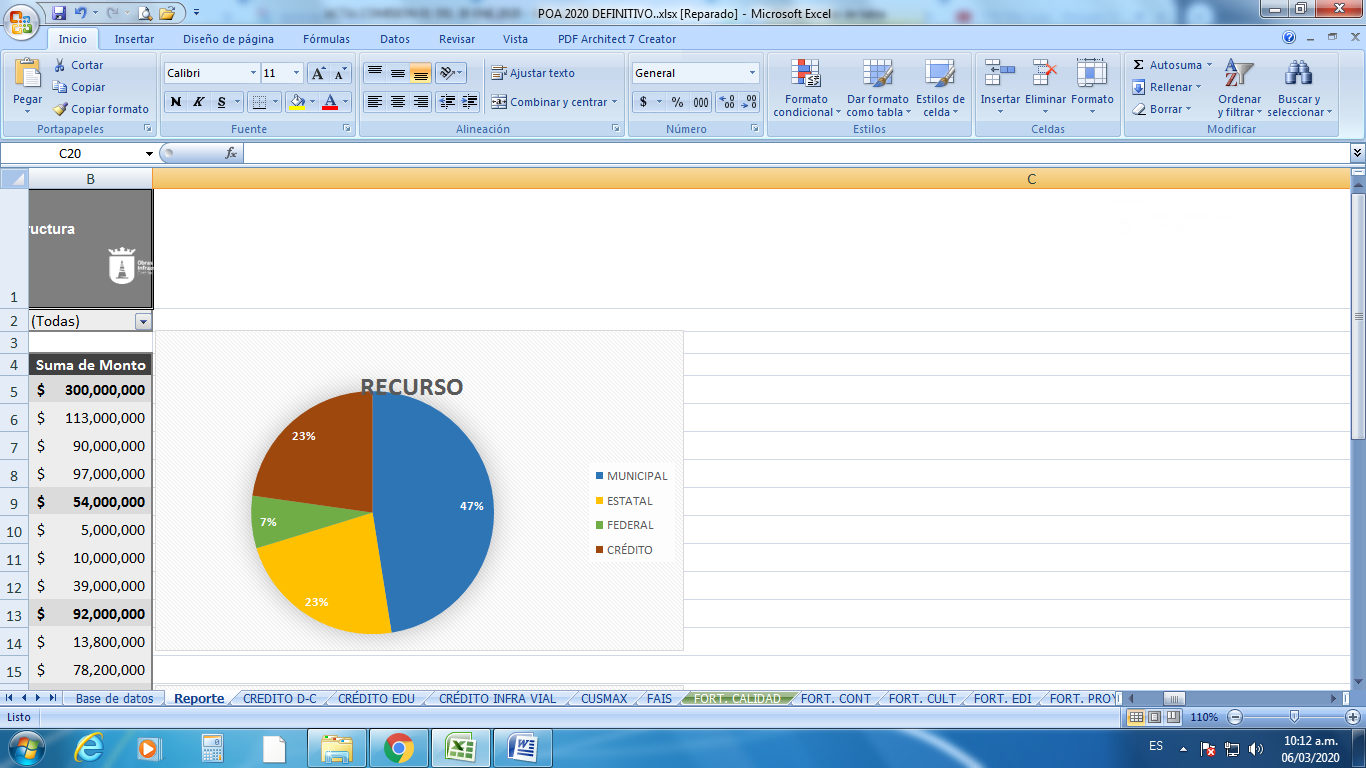 POA 2020 DEFINITIVO..xlsx [Reparado] - Microsoft Excel
Inicio Insertar Diseño de página Fórmulas Datos Revisar Vista PDF Architect 7 Creator
Pegar
Cortar
Copiar
Copiar formato
Portapapeles
Calibri 11
N K S
Fuente
Ajustar texto
Combinar y centrar
Alineación
General
$ % 000
Número
Formato condicional
Dar formato como tabla
Estilos de celda
Estilos
Insertar Eliminar Formato
Celdas
Autosuma
Rellenar
Borrar
Ordenar y filtrar
Buscar y seleccionar
Modificar
C20 fx
B C
1 ructura
2 (Todas)
3
4 Suma de Monto
5 $ 300,000,000
6 $ 113,000,000
7 $ 90,000,000
8 $ 97,000,000
9 $ 54,000,000
10 $ 5,000,000
11 $ 10,000,000
12 $ 39,000,000
13 $ 92,000,000
14 $ 13,800,000
15 $ 78,200,000
RECURSO
23%
47%
7%
23%
MUNICIPAL
ESTATAL
FEDERAL
CRÉDITO
Base de datos Reporte CREDITO D-C CRÉDITO EDU CRÉDITO INFRA VIAL CUSMAX FAIS FORT. CALIDAD FORT. CONT FORT. CULT FORT. EDI FORT. PROY
Listo 110%
ES 10:12 a.m.
06/03/2020